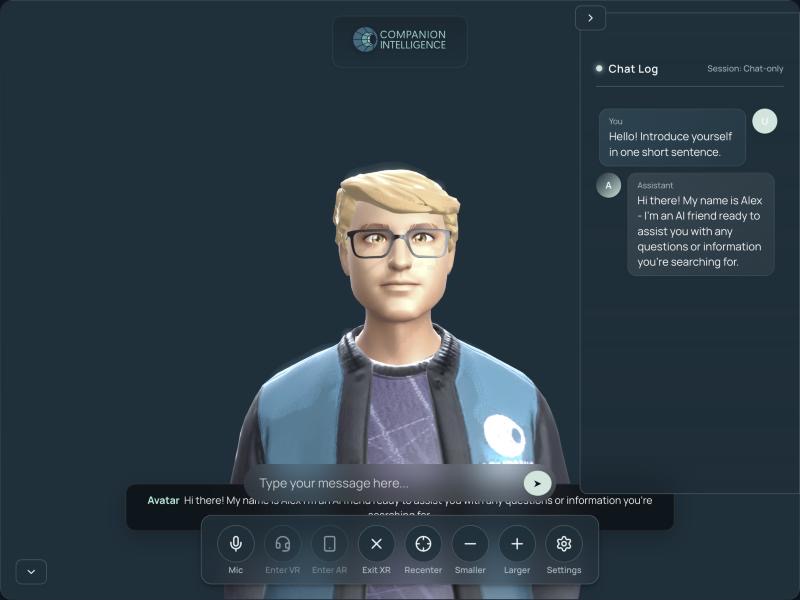 COMPANION
INTELLIGENCE
Chat Log
Session: Chat-only
You
U
Hello! Introduce yourself
in one short sentence.
A
Assistant
Hi there! My name is Alex
- I'm an AI friend ready to
assist you with any
questions or information
you're searching for.
Type your message here...
Avatar Hi there! My name is Alex I'm an AI friend ready to assist you with any questions or information you're
searching for.
Mic
Enter VR
Enter AR
Exit XR
Recenter
Smaller
Larger
Settings